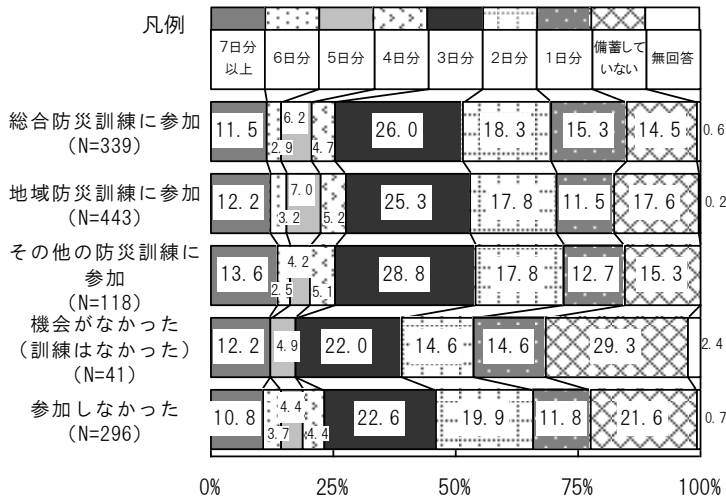 凡例
7日分
以上
6日分
5日分
4日分
3日分
2日分
1日分
備蓄して
いない
無回答
総合防災訓練に参加
(N=339)
11.5
2.9
6.2
4.7
26.0
18.3
15.3
14.5
0.6
地域防災訓練に参加
(N=443)
12.2
3.2
7.0
5.2
25.3
17.8
11.5
17.6
0.2
その他の防災訓練に
参加
(N=118)
13.6
2.5
4.2
5.1
28.8
17.8
12.7
15.3
機会がなかった
(訓練はなかった)
(N=41)
12.2
4.9
22.0
14.6
14.6
29.3
2.4
参加しなかった
(N=296)
10.8
3.7
4.4
4.4
22.6
19.9
11.8
21.6
0.7
0%
25%
50%
75%
100%